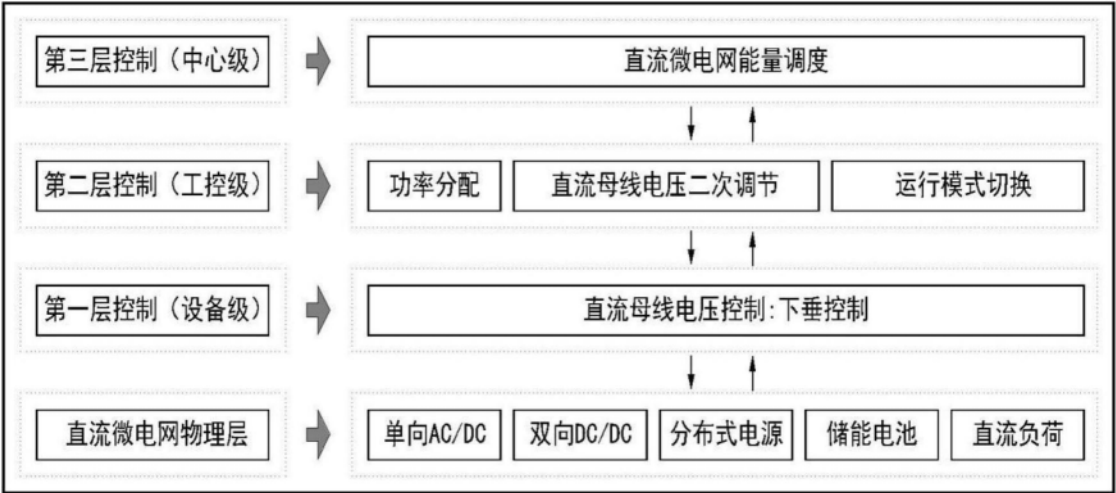 第三层控制（中心级）
直流微电网能量调度
第二层控制（工控级）
功率分配
直流母线电压二次调节
运行模式切换
第一层控制（设备级）
直流母线电压控制:下垂控制
直流微电网物理层
单向AC/DC
双向DC/DC
分布式电源
储能电池
直流负荷